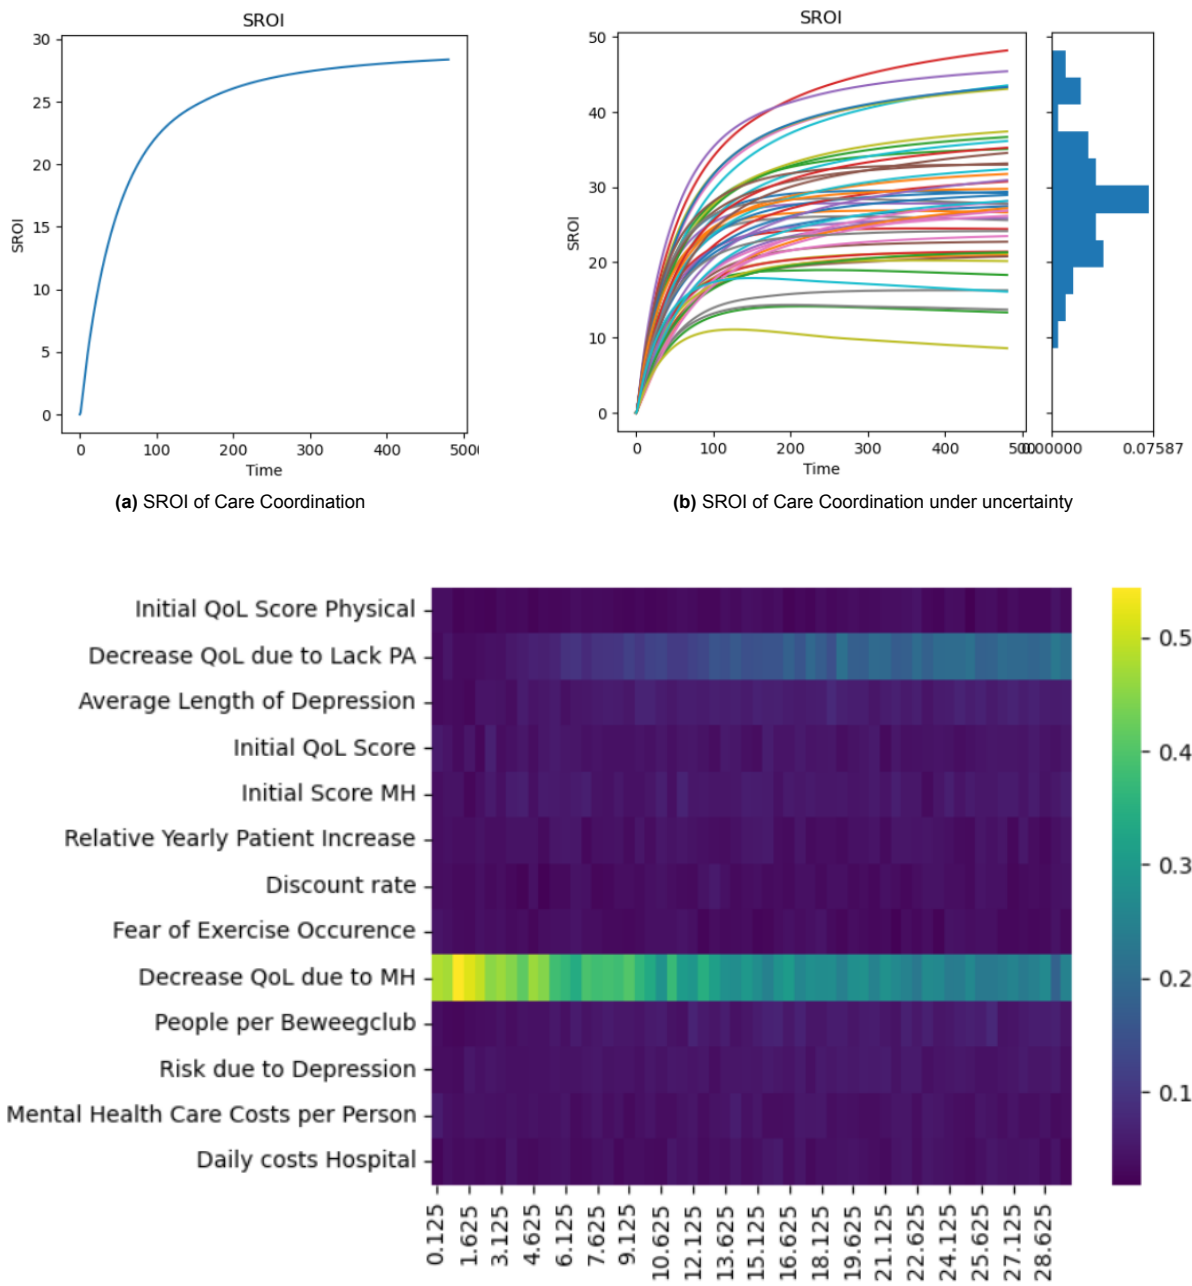 SROI
30
25
20
15
10
5
0
SROI
0 100 200 300 400 500
Time
(a) SROI of Care Coordination
SROI
50
40
30
20
10
0
SROI
0 100 200 300 400
0.07587
Time
(b) SROI of Care Coordination under uncertainty
Initial QoL Score Physical
Decrease QoL due to Lack PA
Average Length of Depression
Initial QoL Score
Initial Score MH
Relative Yearly Patient Increase
Discount rate
Fear of Exercise Occurence
Decrease QoL due to MH
People per Beweegclub
Risk due to Depression
Mental Health Care Costs per Person
Daily costs Hospital
0.5
0.4
0.3
0.2
0.1
0.125
1.625
3.125
4.625
6.125
7.625
9.125
10.625
12.125
13.625
15.125
16.625
18.125
19.625
21.125
22.625
24.125
25.625
27.125
28.625